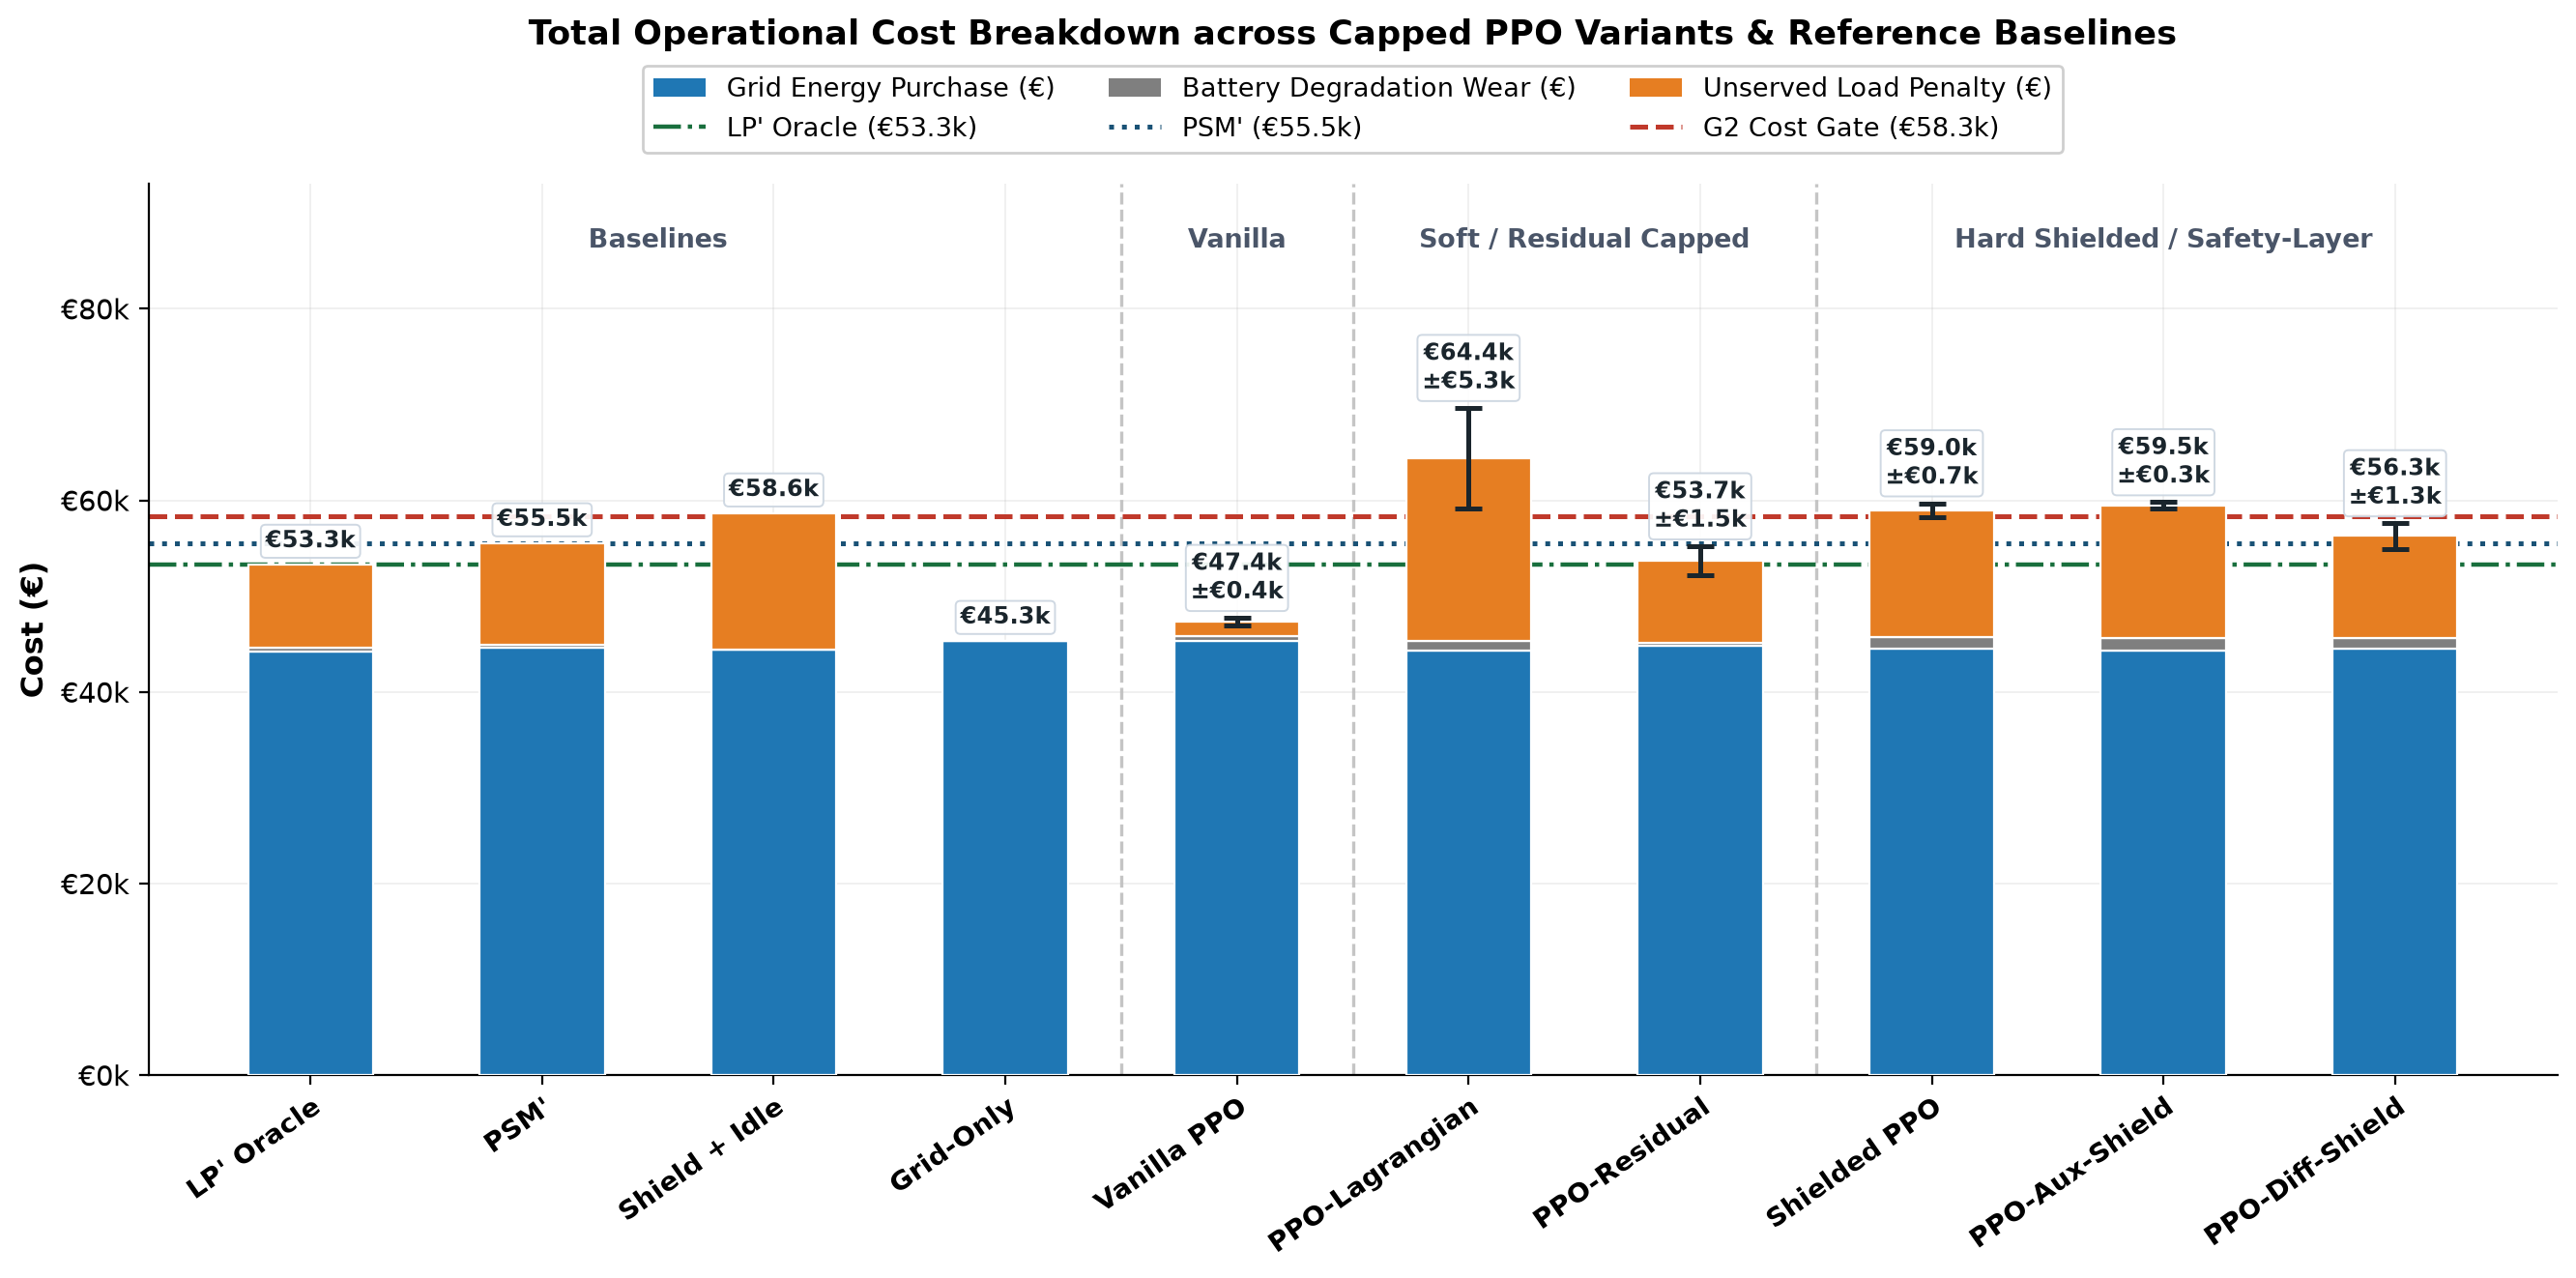 Total Operational Cost Breakdown across Capped PPO Variants & Reference Baselines
Grid Energy Purchase (€)
Battery Degradation Wear (€)
Unserved Load Penalty (€)
LP' Oracle (€53.3k)
PSM' (€55.5k)
G2 Cost Gate (€58.3k)
Baselines
Vanilla
Soft / Residual Capped
Hard Shielded / Safety-Layer
Cost (€)
€80k
€60k
€40k
€20k
€0k
€53.3k
€55.5k
€58.6k
€45.3k
€47.4k
±€0.4k
€64.4k
±€5.3k
€53.7k
±€1.5k
€59.0k
±€0.7k
€59.5k
±€0.3k
€56.3k
±€1.3k
LP' Oracle
PSM'
Shield + Idle
Grid-Only
Vanilla PPO
PPO-Lagrangian
PPO-Residual
Shielded PPO
PPO-Aux-Shield
PPO-Diff-Shield